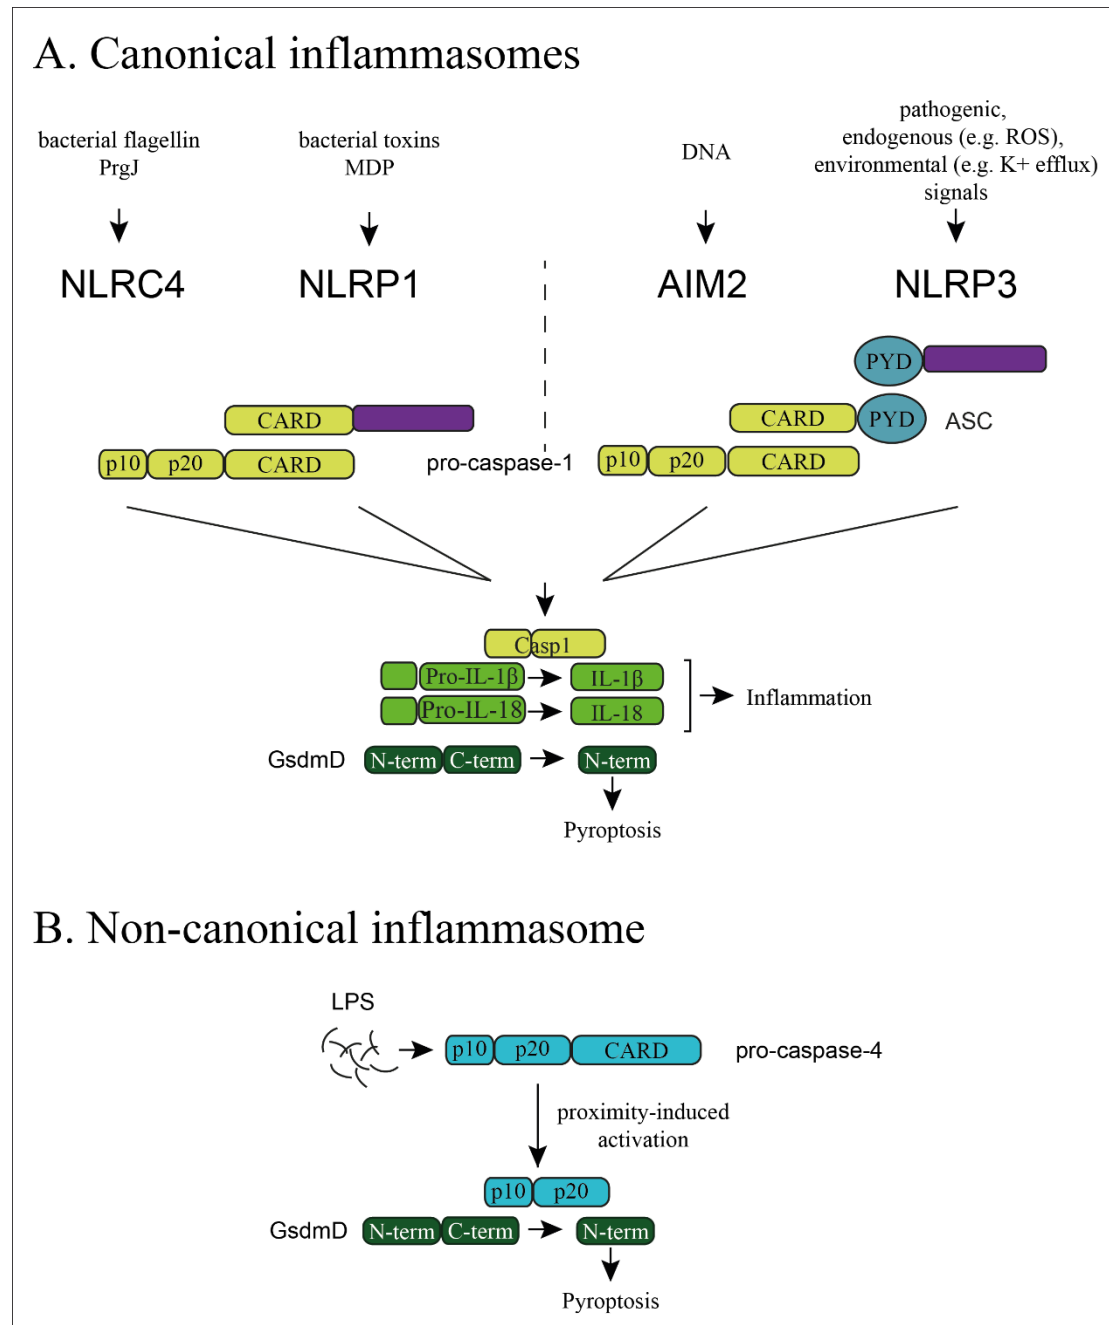 A. Canonical inflammasomes
bacterial flagellin
PrgJ
bacterial toxins
MDP
DNA
pathogenic,
endogenous (e.g. ROS),
environmental (e.g. K+ efflux)
signals
NLRC4
NLRP1
AIM2
NLRP3
PYD
CARD
p10
p20
CARD
pro-caspase-1
CARD
PYD
ASC
p10
p20
CARD
Casp1
Pro-IL-1β
IL-1β
Pro-IL-18
IL-18
Inflammation
GsdmD
N-term
C-term
N-term
Pyroptosis
B. Non-canonical inflammasome
LPS
p10
p20
CARD
pro-caspase-4
proximity-induced
activation
p10
p20
GsdmD
N-term
C-term
N-term
Pyroptosis